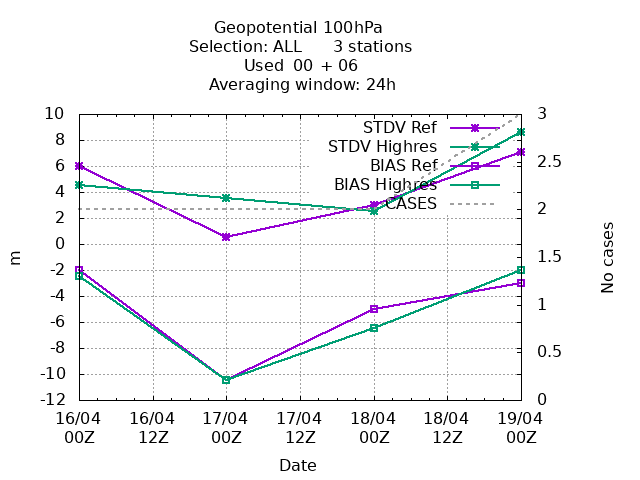 Geopotential 100hPa
Selection: ALL 3 stations
Used 00 + 06
Averaging window: 24h
STDV Ref
STDV Highres
BIAS Ref
BIAS Highres
CASES
10
8
6
4
2
0
-2
-4
-6
-8
-10
-12
m
3
2.5
2
1.5
1
0.5
0
No cases
16/04 16/04 17/04 17/04 18/04 18/04 19/04
00Z 12Z 00Z 12Z 00Z 12Z 00Z
Date